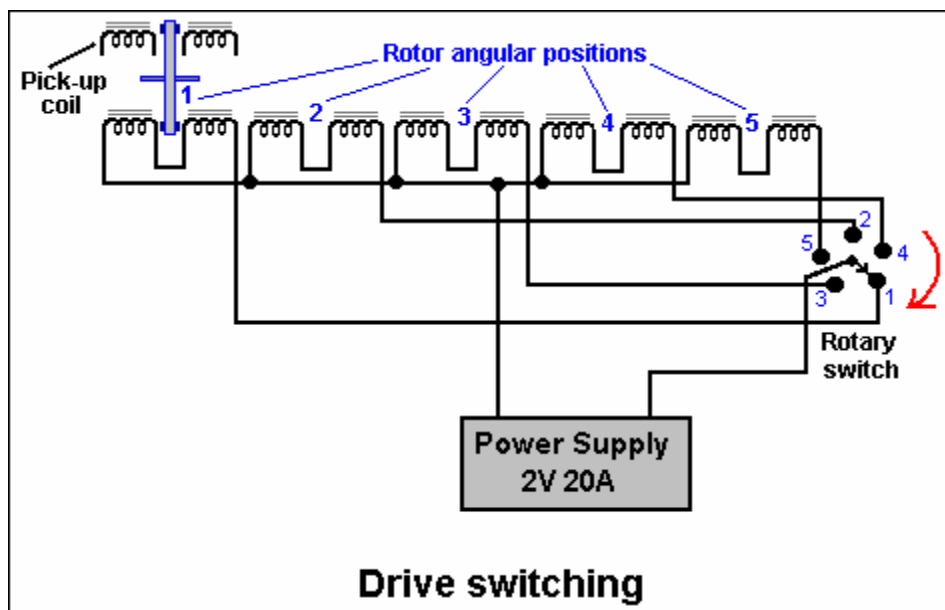 Rotor angular positions
Pick-up
coil
1
2
3
4
5
2
5
4
3
1
Rotary
switch
Power Supply
2V 20A
Drive switching